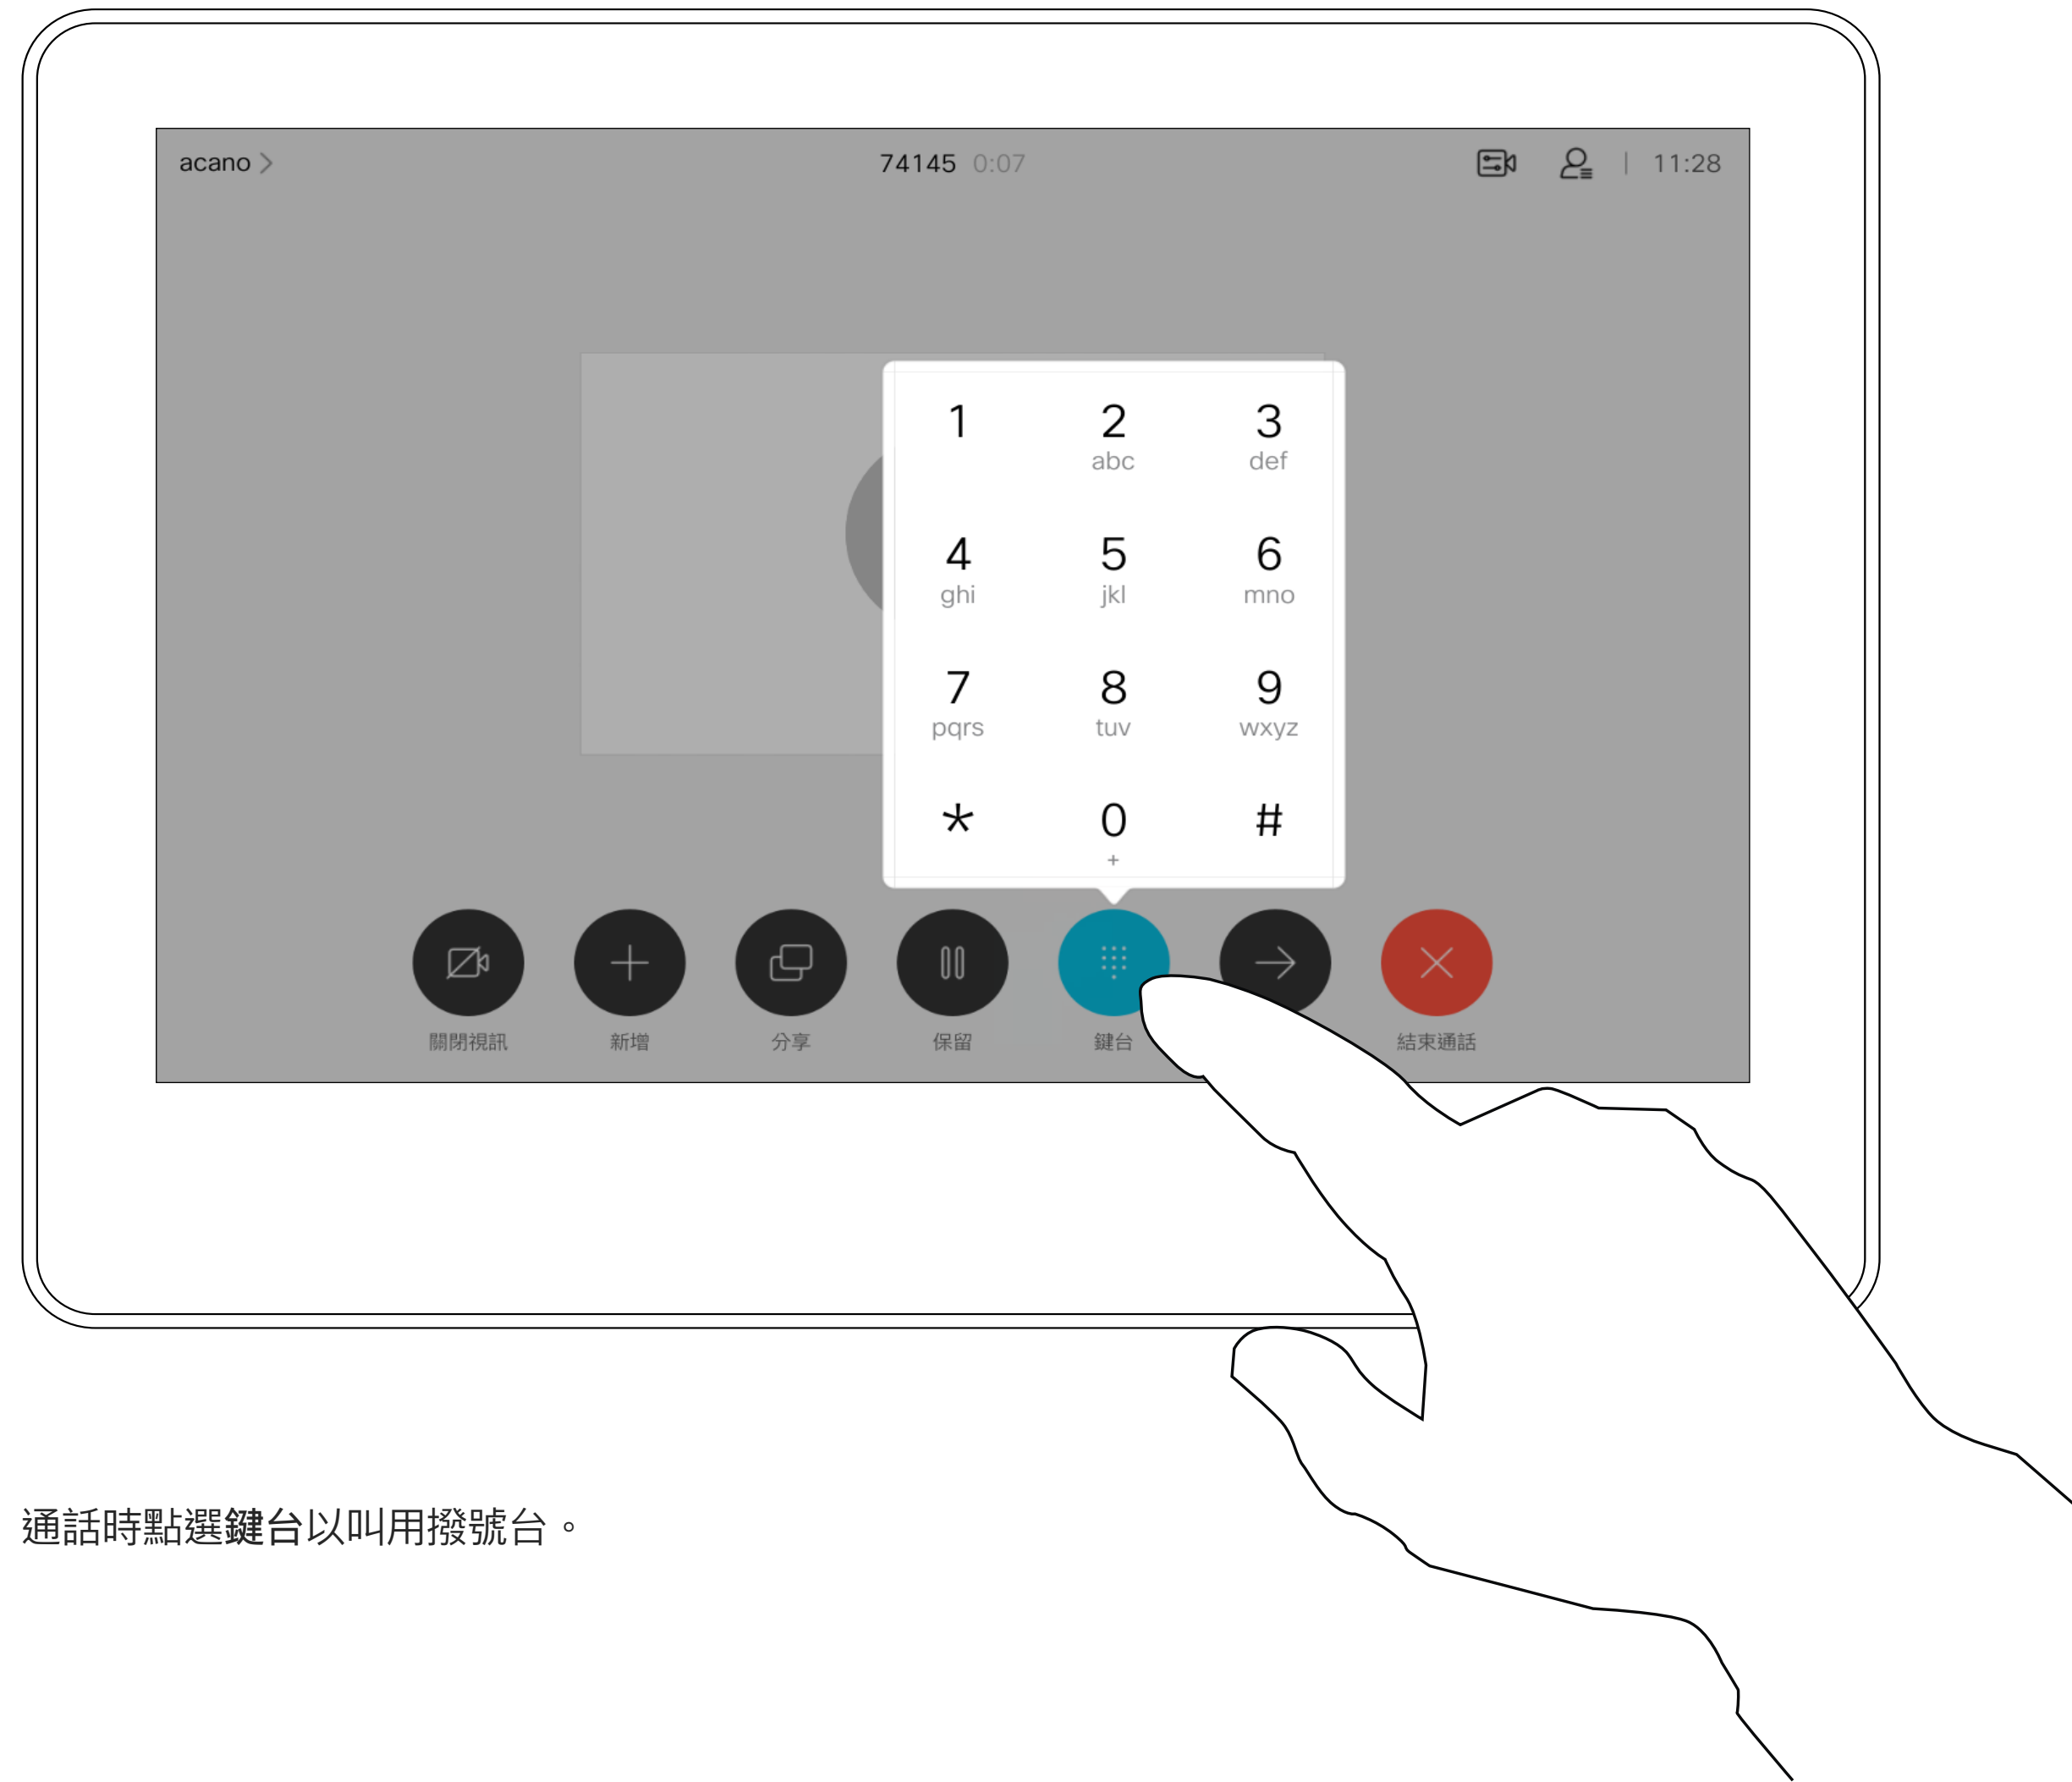 acano 74145 0:07 11:28
1 2 3
abc def
4 5 6
ghi jkl mno
7 8 9
pqrs tuv wxyz
* 0 #
+
關閉視訊 新增 分享 保留 鍵台 結束通話
通話時點選鍵台以叫用撥號台。